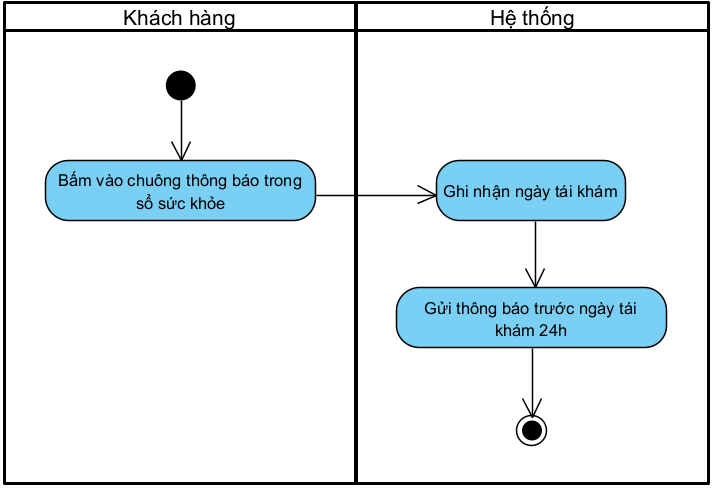 Khách hàng
Hệ thống
Bấm vào chuông thông báo trong
sổ sức khỏe
Ghi nhận ngày tái khám
Gửi thông báo trước ngày tái
khám 24h